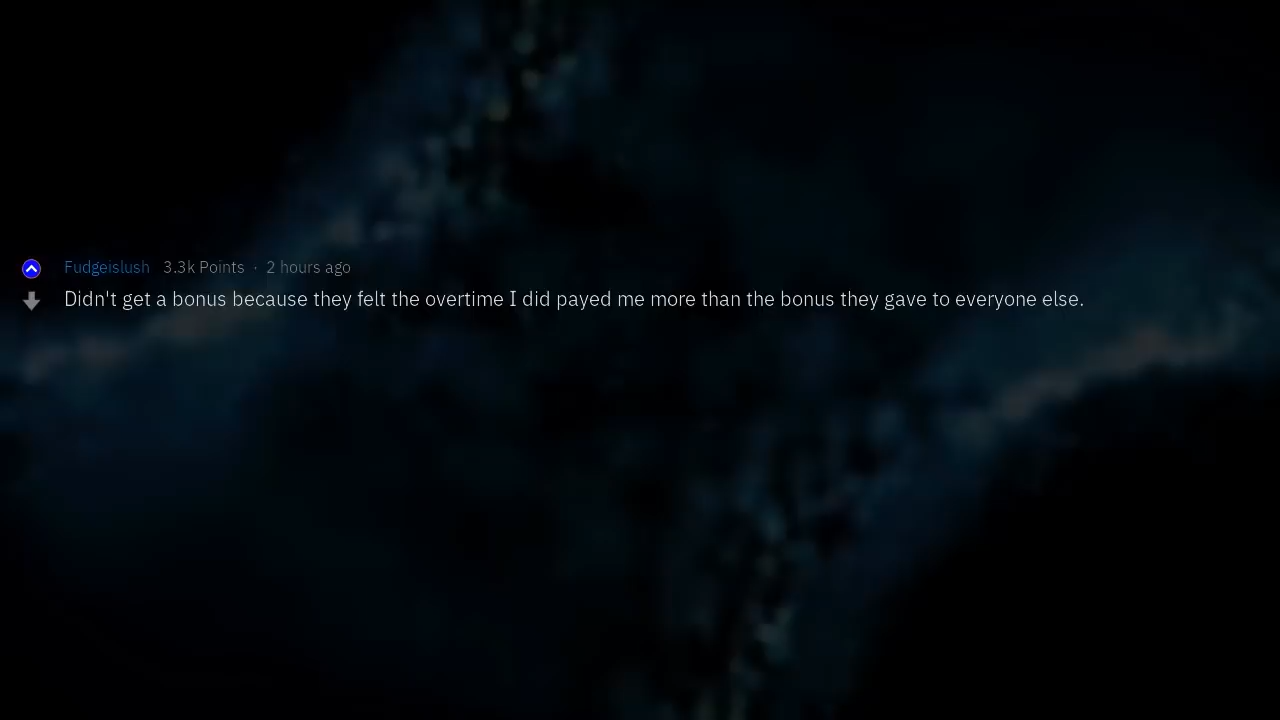 Fudgeislush 3.3k Points · 2 hours ago
Didn't get a bonus because they felt the overtime I did payed me more than the bonus they gave to everyone else.